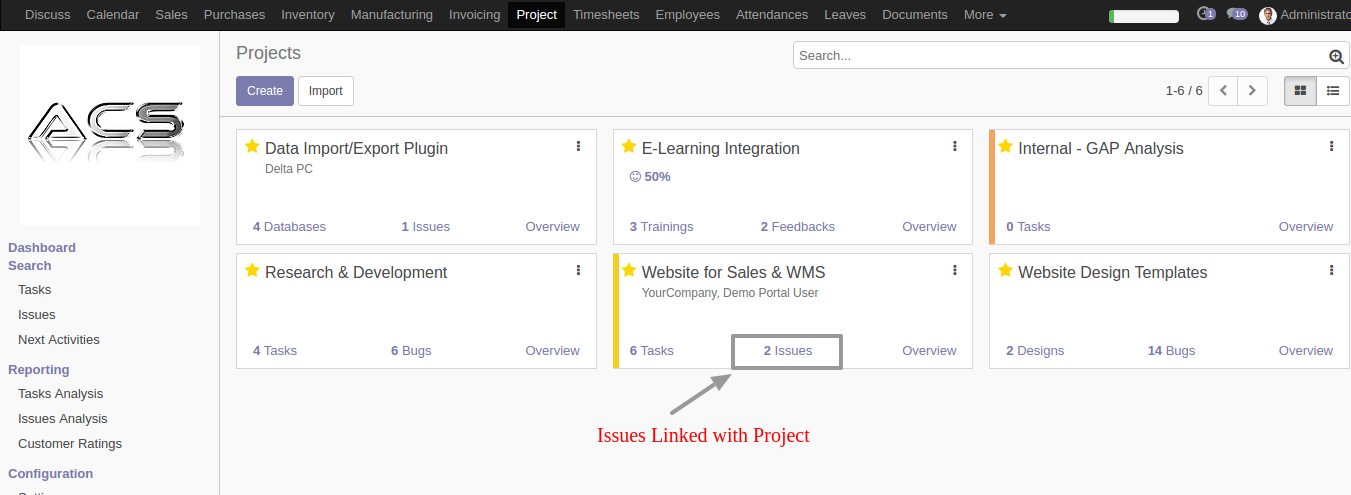 Discuss Calendar Sales Purchases Inventory Manufacturing Invoicing Project Timesheets Employees Attendances Leaves Documents More 1 10 Administrato
ACS
Projects
Search...
Create Import
1-6 / 6
Data Import/Export Plugin
Delta PC
4 Databases 1 Issues Overview
E-Learning Integration
50%
3 Trainings 2 Feedbacks Overview
Internal - GAP Analysis
0 Tasks Overview
Research & Development
4 Tasks 6 Bugs Overview
Website for Sales & WMS
YourCompany, Demo Portal User
6 Tasks 2 Issues Overview
Website Design Templates
2 Designs 14 Bugs Overview
Issues Linked with Project
Dashboard
Search
Tasks
Issues
Next Activities
Reporting
Tasks Analysis
Issues Analysis
Customer Ratings
Configuration